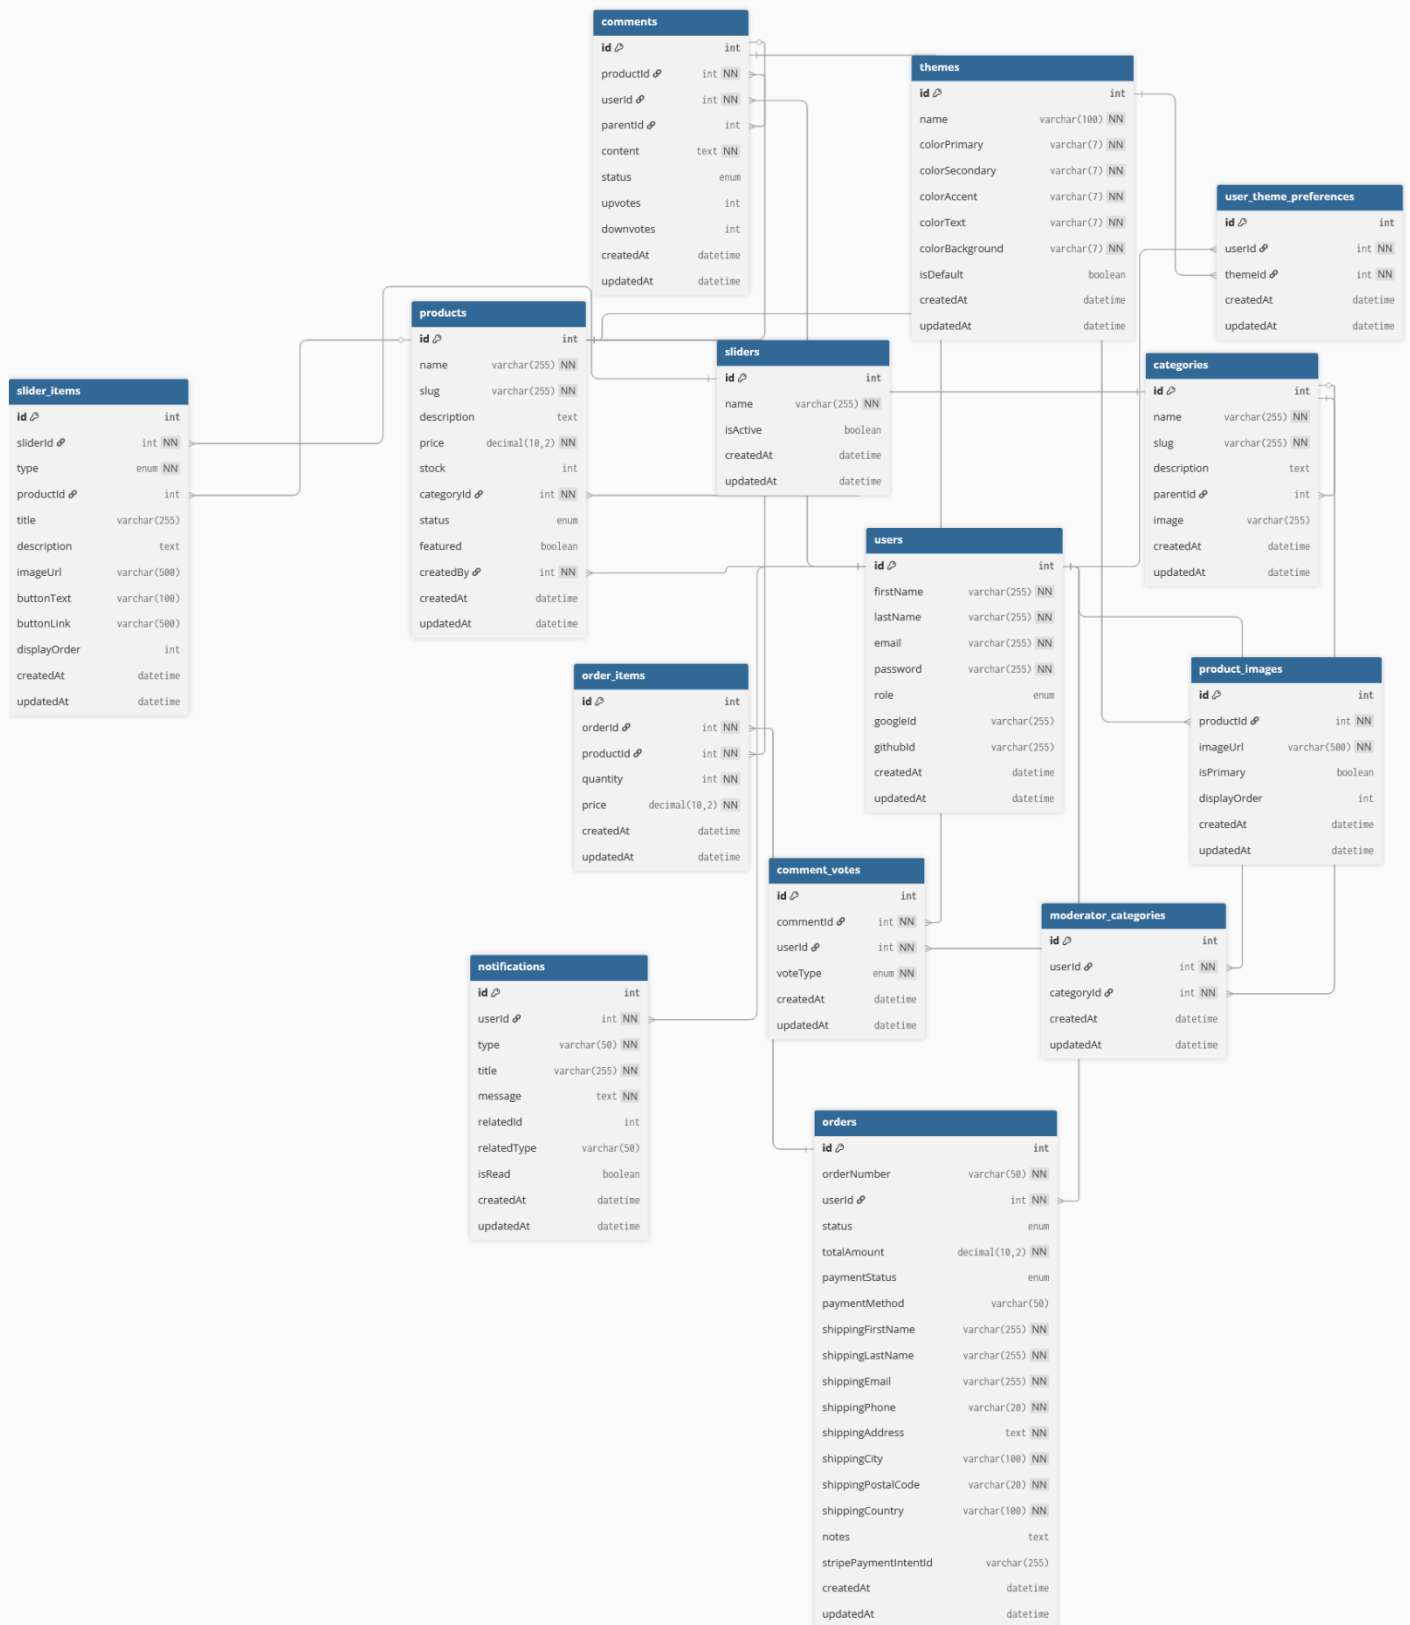 comments
id int
productId int NN
userId int NN
parentId int
content text NN
status enum
upvotes int
downvotes int
createdAt datetime
updatedAt datetime
themes
id int
name varchar(100) NN
colorPrimary varchar(7) NN
colorSecondary varchar(7) NN
colorAccent varchar(7) NN
colorText varchar(7) NN
colorBackground varchar(7) NN
isDefault boolean
createdAt datetime
updatedAt datetime
user_theme_preferences
id int
userId int NN
themeId int NN
createdAt datetime
updatedAt datetime
products
id int
name varchar(255) NN
slug varchar(255) NN
description text
price decimal(10,2) NN
stock int
categoryId int NN
status enum
featured boolean
createdBy int NN
createdAt datetime
updatedAt datetime
sliders
id int
name varchar(255) NN
isActive boolean
createdAt datetime
updatedAt datetime
categories
id int
name varchar(255) NN
slug varchar(255) NN
description text
parentId int
image varchar(255)
createdAt datetime
updatedAt datetime
slider_items
id int
sliderId int NN
type enum NN
productId int
title varchar(255)
description text
imageUrl varchar(500)
buttonText varchar(100)
buttonLink varchar(500)
displayOrder int
createdAt datetime
updatedAt datetime
users
id int
firstName varchar(255) NN
lastName varchar(255) NN
email varchar(255) NN
password varchar(255) NN
role enum
googleId varchar(255)
githubId varchar(255)
createdAt datetime
updatedAt datetime
order_items
id int
orderId int NN
productId int NN
quantity int NN
price decimal(10,2) NN
createdAt datetime
updatedAt datetime
product_images
id int
productId int NN
imageUrl varchar(500) NN
isPrimary boolean
displayOrder int
createdAt datetime
updatedAt datetime
comment_votes
id int
commentId int NN
userId int NN
voteType enum NN
createdAt datetime
updatedAt datetime
moderator_categories
id int
userId int NN
categoryId int NN
createdAt datetime
updatedAt datetime
notifications
id int
userId int NN
type varchar(50) NN
title varchar(255) NN
message text NN
relatedId int
relatedType varchar(50)
isRead boolean
createdAt datetime
updatedAt datetime
orders
id int
orderNumber varchar(50) NN
userId int NN
status enum
totalAmount decimal(10,2) NN
paymentStatus enum
paymentMethod varchar(50)
shippingFirstName varchar(255) NN
shippingLastName varchar(255) NN
shippingEmail varchar(255) NN
shippingPhone varchar(20) NN
shippingAddress text NN
shippingCity varchar(100) NN
shippingPostalCode varchar(20) NN
shippingCountry varchar(100) NN
notes text
stripePaymentIntentId varchar(255)
createdAt datetime
updatedAt datetime